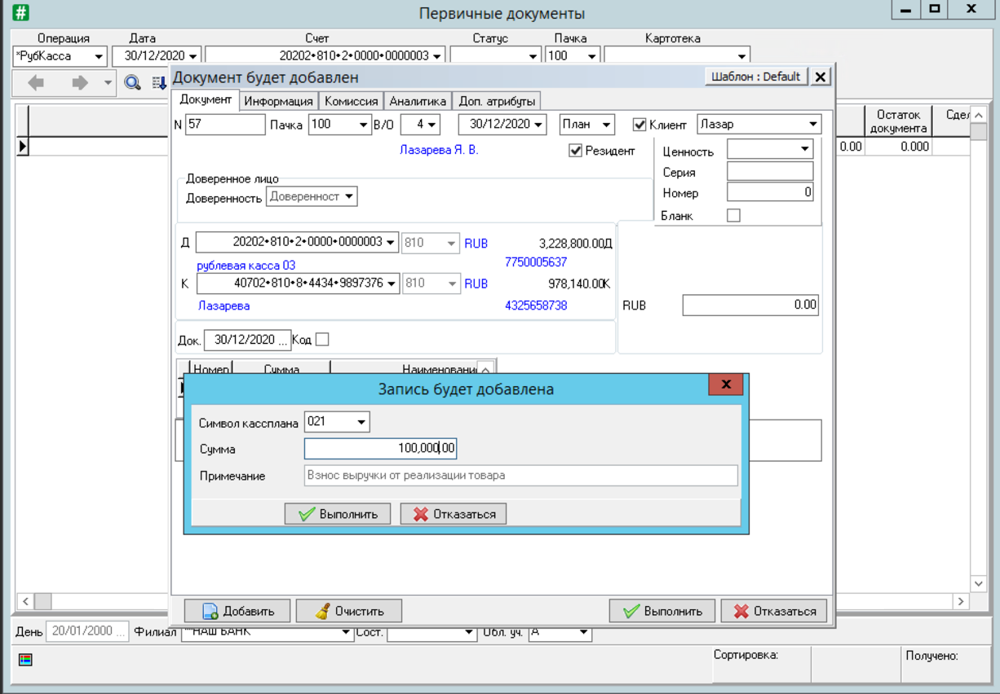 #
Первичные документы
Операция Дата Счет Статус Пачка Картотека
*РубКасса 30/12/2020 20202•810•2•0000•0000003 100
Документ будет добавлен Шаблон : Default
Документ Информация Комиссия Аналитика Доп. атрибуты
N 57 Пачка 100 В/О 4 30/12/2020 План Клиент Лазар
Остаток документа
0.00 0.000
Лазарева Я. В. Резидент Ценность
Серия
Доверенное лицо
Доверенность Доверенност Номер 0
Бланк
Д 20202•810•2•0000•0000003 810 RUB 3,228,800.00Д
рублевая касса 03 7750005637
К 40702•810•8•4434•9897376 810 RUB 978,140.00К
Лазарева 4325658738 RUB 0.00
Док. 30/12/2020 ... Код
Номер Сумма
Запись будет добавлена
Символ кассплана 021
Сумма 100,000.00
Примечание Взнос выручки от реализации товара
Выполнить Отказаться
Добавить Очистить Выполнить Отказаться
День 20/01/2000 ... Филиал **НАШ БАНК Сост. Обл. уч. А
Сортировка: Получено: